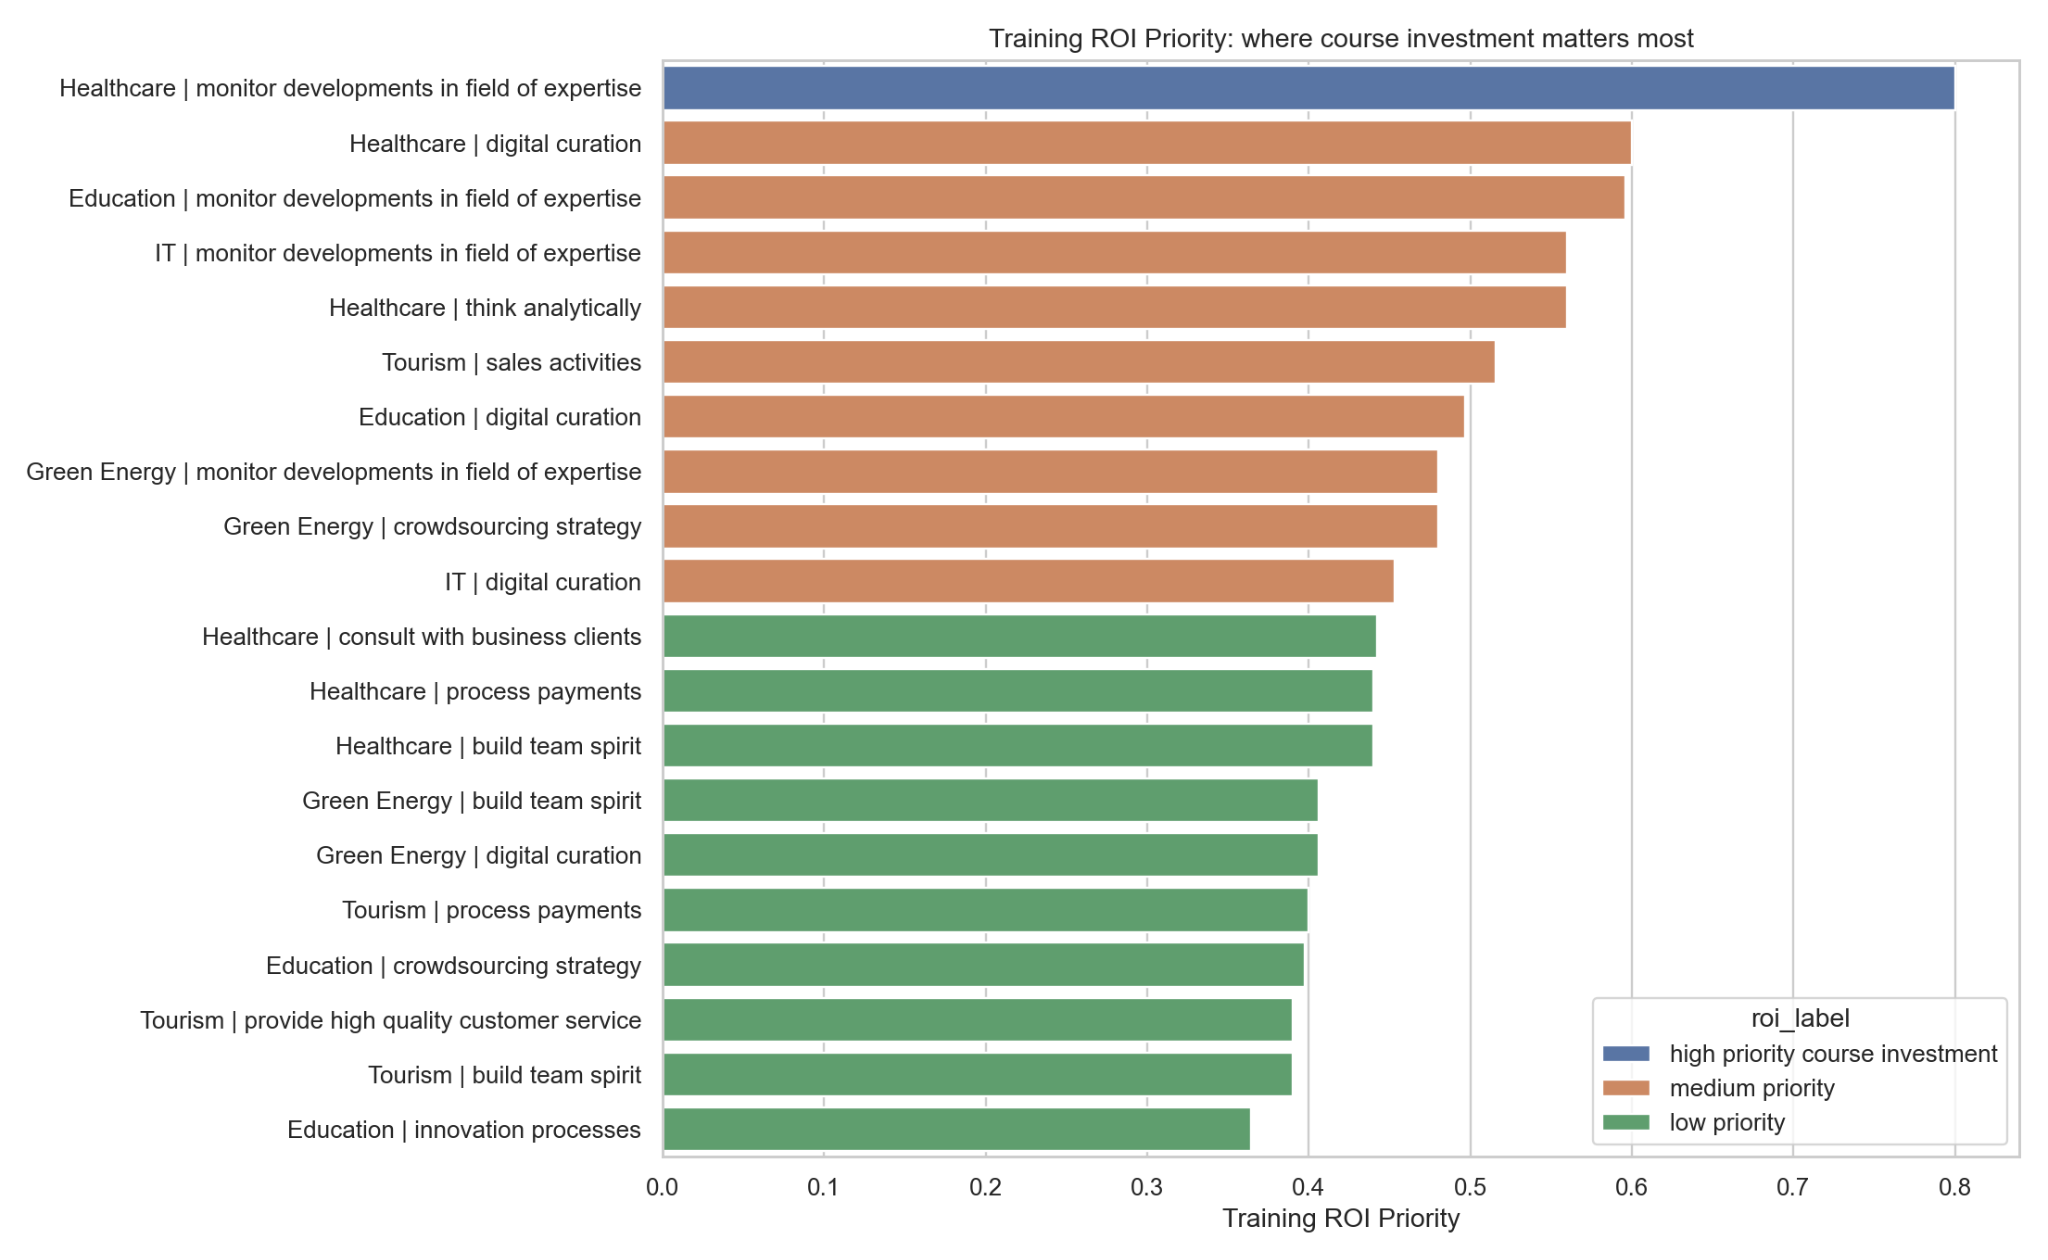 Training ROI Priority: where course investment matters most
Healthcare | monitor developments in field of expertise
Healthcare | digital curation
Education | monitor developments in field of expertise
IT | monitor developments in field of expertise
Healthcare | think analytically
Tourism | sales activities
Education | digital curation
Green Energy | monitor developments in field of expertise
Green Energy | crowdsourcing strategy
IT | digital curation
Healthcare | consult with business clients
Healthcare | process payments
Healthcare | build team spirit
Green Energy | build team spirit
Green Energy | digital curation
Tourism | process payments
Education | crowdsourcing strategy
Tourism | provide high quality customer service
Tourism | build team spirit
Education | innovation processes
roi_label
high priority course investment
medium priority
low priority
0.0 0.1 0.2 0.3 0.4 0.5 0.6 0.7 0.8
Training ROI Priority